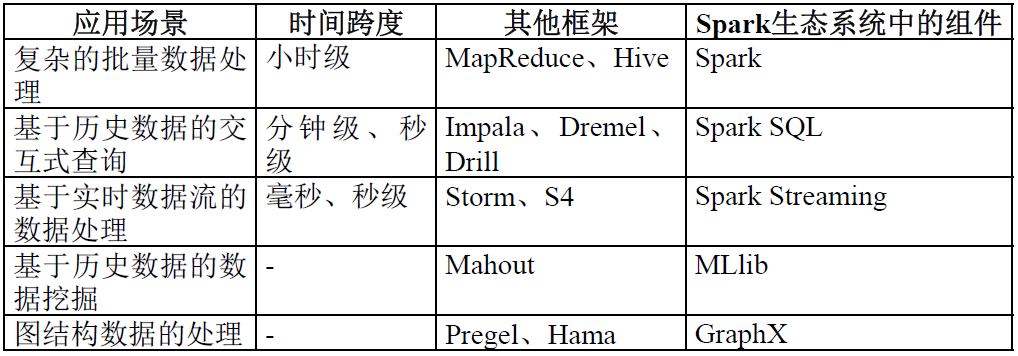 应用场景 时间跨度 其他框架 Spark生态系统中的组件
复杂的批量数据处 小时级 MapReduce、Hive Spark
理
基于历史数据的交 分钟级、秒 Impala、Dremel、 Spark SQL
互式查询 级 Drill
基于实时数据流的 毫秒、秒级 Storm、S4 Spark Streaming
数据处理
基于历史数据的数 - Mahout MLlib
据挖掘
图结构数据的处理 - Pregel、Hama GraphX